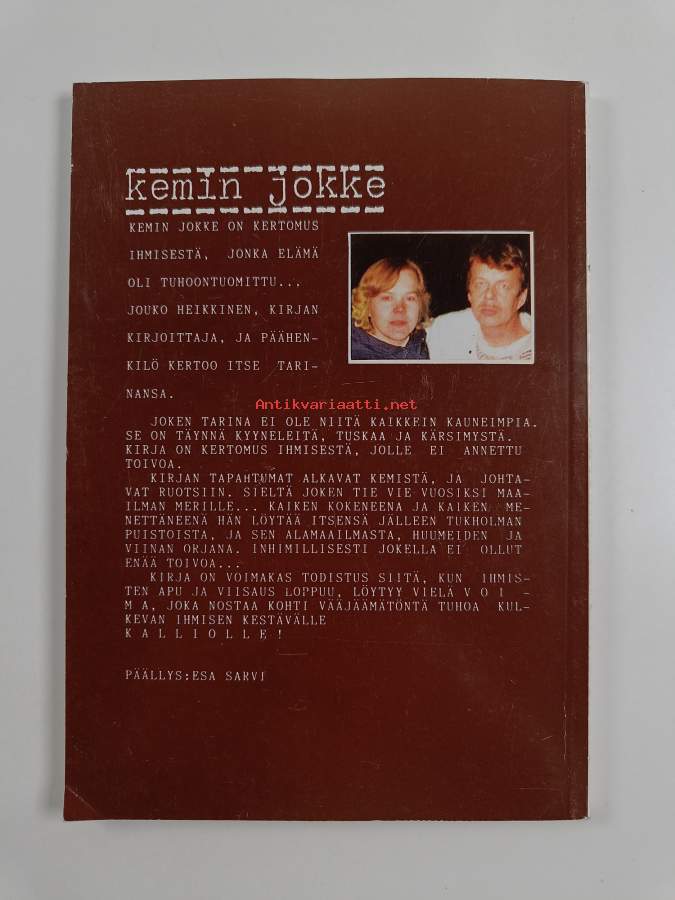 kemin jokke
KEMIN JOKKE ON KERTOMUS
IHMISESTÄ, JONKA ELÄMÄ
OLI TUHOONTUOMITTU...
JOUKO HEIKKINEN, KIRJAN
KIRJOITTAJA, JA PÄÄHEN-
KILÖ KERTOO ITSE TARI-
NANSA.
Antikvariaatti.net
JOKEN TARINA EI OLE NIITÄ KAIKKEIN KAUNEIMPIA.
SE ON TÄYNNÄ KYYNELEITÄ, TUSKAA JA KÄRSIMYSTÄ.
KIRJA ON KERTOMUS IHMISESTÄ, JOLLE EI ANNETTU
TOIVOA.
KIRJAN TAPAHTUMAT ALKAVAT KEMISTÄ, JA JOHTA-
VAT RUOTSIIN. SIELTÄ JOKEN TIE VIE VUOSIKSI MAA-
ILMAN MERILLE... KAIKEN KOKENEENA JA KAIKEN ME-
NETTÄNEENÄ HÄN LÖYTÄÄ ITSENSÄ JÄLLEEN TUKHOLMAN
PUISTOISTA, JA SEN ALAMAAILMASTA, HUUMEIDEN JA
VIINAN ORJANA. INHIMILLISESTI JOKELLA EI OLLUT
ENÄÄ TOIVOA...
KIRJA ON VOIMAKAS TODISTUS SIITÄ, KUN IHMIS-
TEN APU JA VIISAUS LOPPUU, LÖYTYY VIELÄ V O I -
M A, JOKA NOSTAA KOHTI VÄÄJÄÄMÄTÖNTÄ TUHOA KUL-
KEVAN IHMISEN KESTÄVÄLLE
K A L L I O L L E !
PÄÄLLYS:ESA SARVI